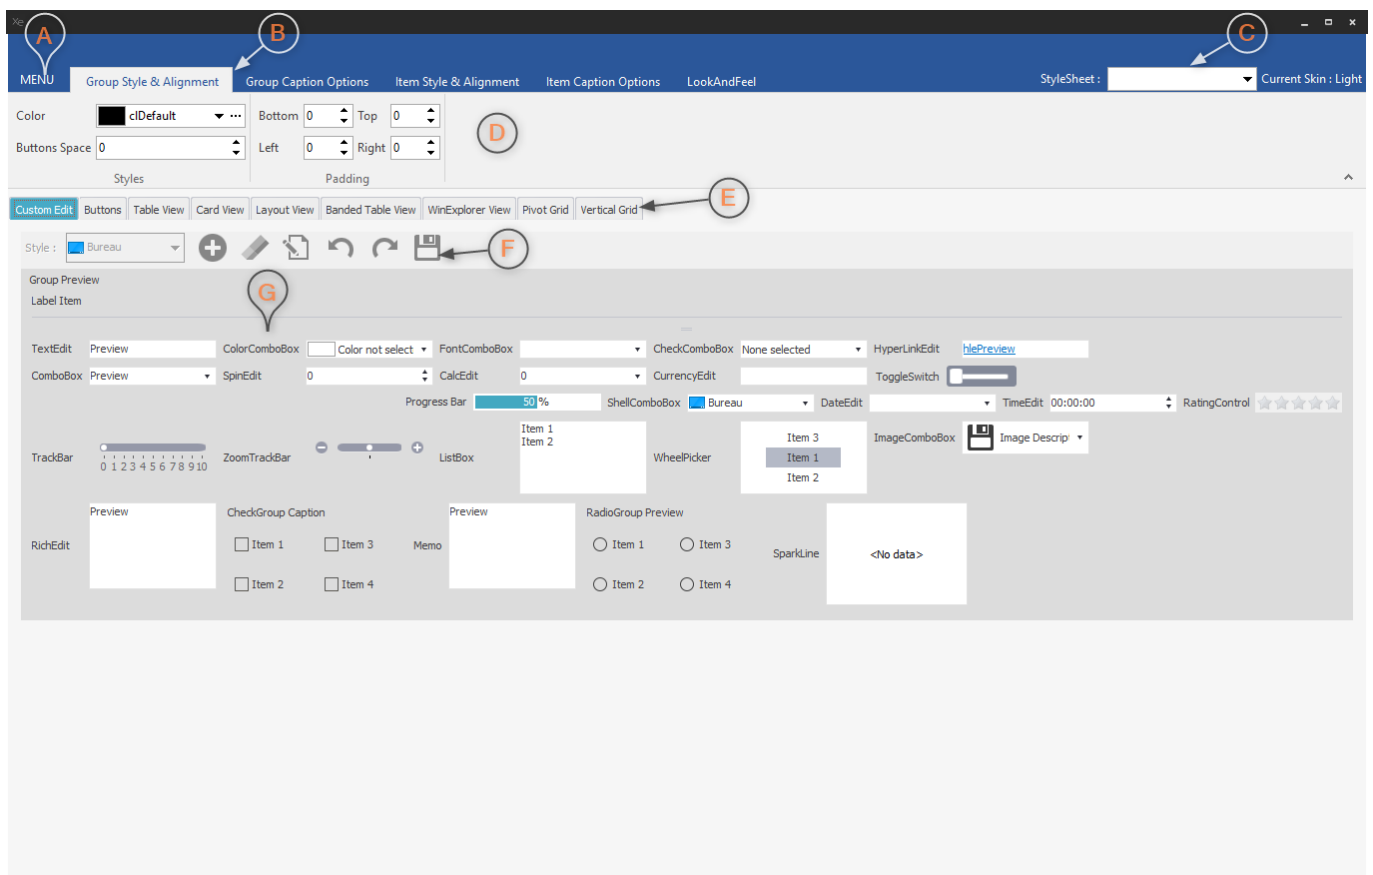 Xe
A
B
C
MENU Group Style & Alignment Group Caption Options Item Style & Alignment Item Caption Options LookAndFeel StyleSheet : Current Skin : Light
Color clDefault Bottom 0 Top 0
D
Buttons Space 0 Left 0 Right 0
Styles Padding
E
Custom Edit Buttons Table View Card View Layout View Banded Table View WinExplorer View Pivot Grid Vertical Grid
Style : Bureau
F
Group Preview
G
Label Item
TextEdit Preview ColorComboBox Color not select FontComboBox CheckComboBox None selected HyperLinkEdit hlePreview
ComboBox Preview SpinEdit 0 CalcEdit 0 CurrencyEdit ToggleSwitch
Progress Bar 50 % ShellComboBox Bureau DateEdit TimeEdit 00:00:00 RatingControl
Item 1
Item 2
Item 3
ImageComboBox Image Descrip
TrackBar 0 1 2 3 4 5 6 7 8 9 10 ZoomTrackBar ListBox WheelPicker Item 1
Item 2
Preview CheckGroup Caption Preview RadioGroup Preview
RichEdit Item 1 Item 3 Memo Item 1 Item 3 SparkLine <No data>
Item 2 Item 4 Item 2 Item 4